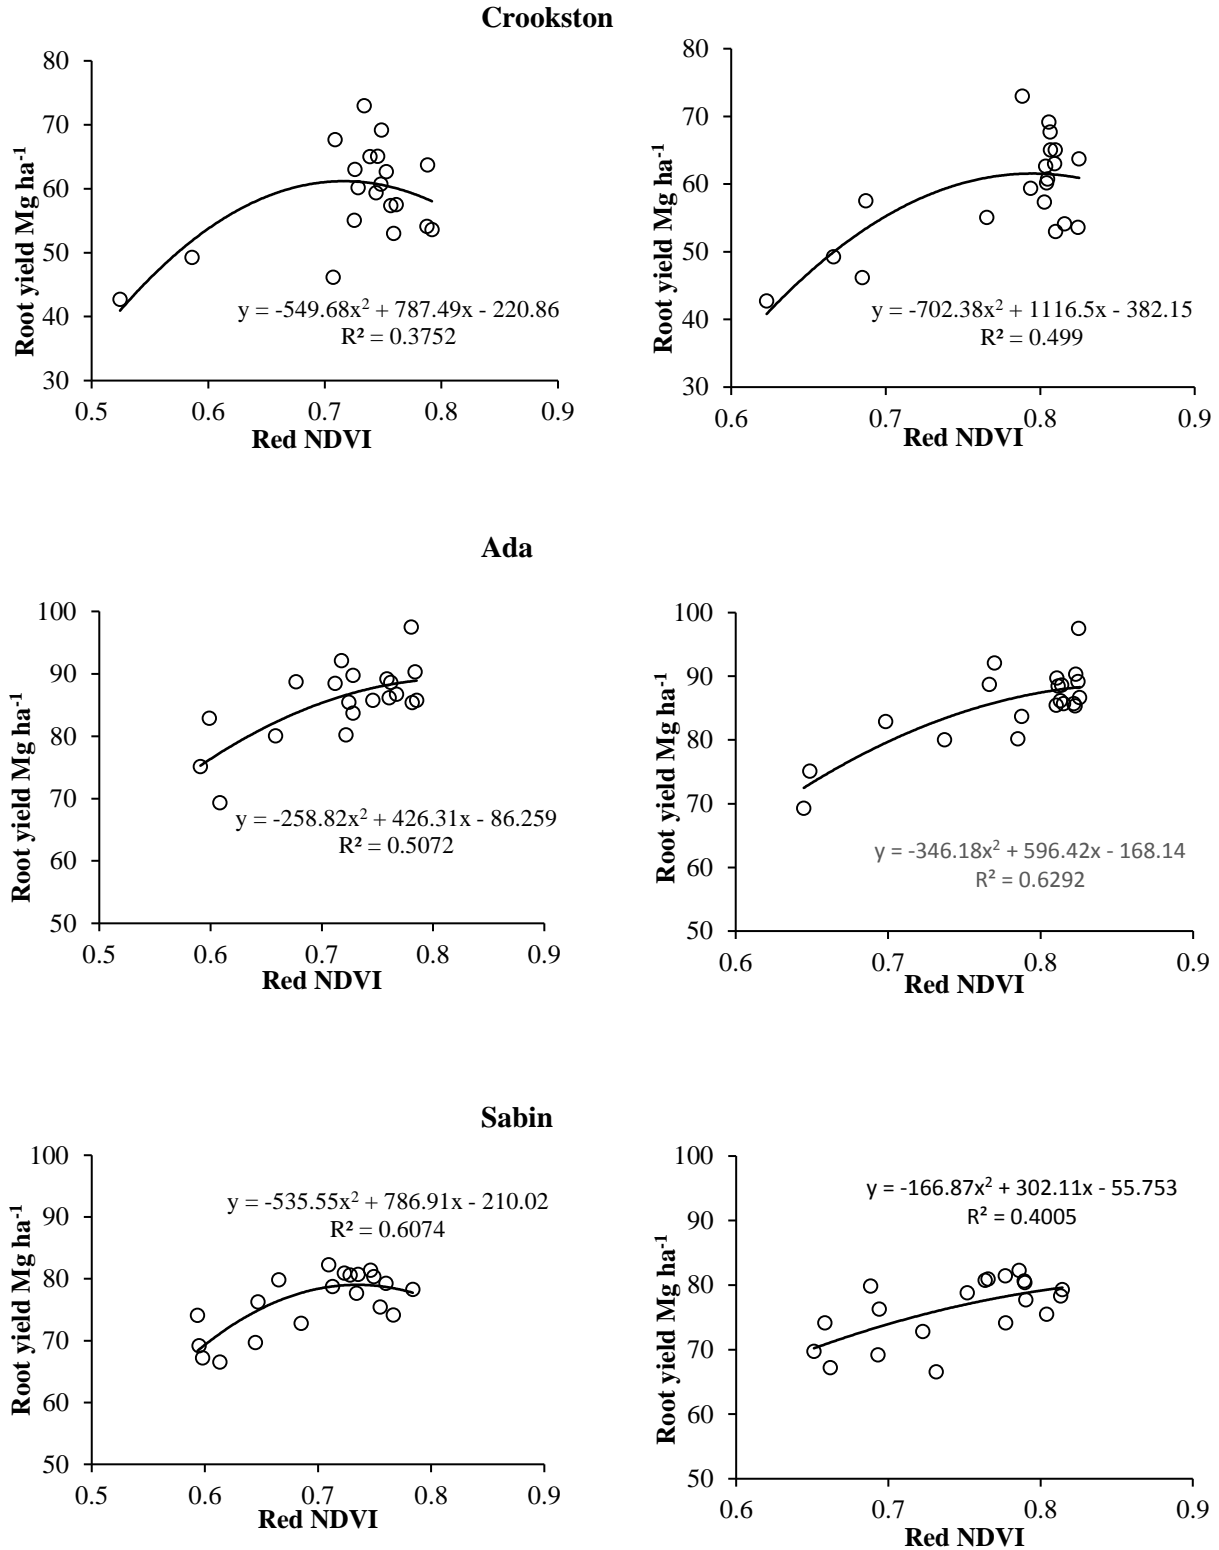 Crookston
80
70
60
50
40
30
0.5 0.6 0.7 0.8 0.9
Root yield Mg ha⁻¹
Red NDVI
y = -549.68x² + 787.49x - 220.86
R² = 0.3752
80
70
60
50
40
30
0.6 0.7 0.8 0.9
Root yield Mg ha⁻¹
Red NDVI
y = -702.38x² + 1116.5x - 382.15
R² = 0.499
Ada
100
90
80
70
60
50
0.5 0.6 0.7 0.8 0.9
Root yield Mg ha⁻¹
Red NDVI
y = -258.82x² + 426.31x - 86.259
R² = 0.5072
100
90
80
70
60
50
0.6 0.7 0.8 0.9
Root yield Mg ha⁻¹
Red NDVI
y = -346.18x² + 596.42x - 168.14
R² = 0.6292
Sabin
100
90
80
70
60
50
0.5 0.6 0.7 0.8 0.9
Root yield Mg ha⁻¹
Red NDVI
y = -535.55x² + 786.91x - 210.02
R² = 0.6074
100
90
80
70
60
50
0.6 0.7 0.8 0.9
Root yield Mg ha⁻¹
Red NDVI
y = -166.87x² + 302.11x - 55.753
R² = 0.4005